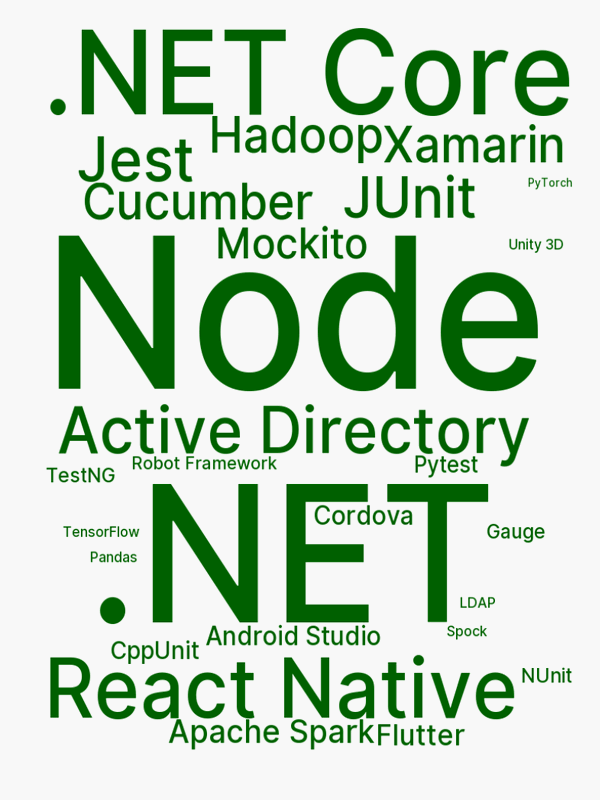 .NET Core
Hadoop
Xamarin
Jest
PyTorch
Cucumber
JUnit
Mockito
Unity 3D
Node
Active Directory
Robot Framework
Pytest
TestNG
.NET
Cordova
TensorFlow
Gauge
Pandas
LDAP
Spock
Android Studio
CppUnit
React Native
NUnit
Apache Spark
Flutter